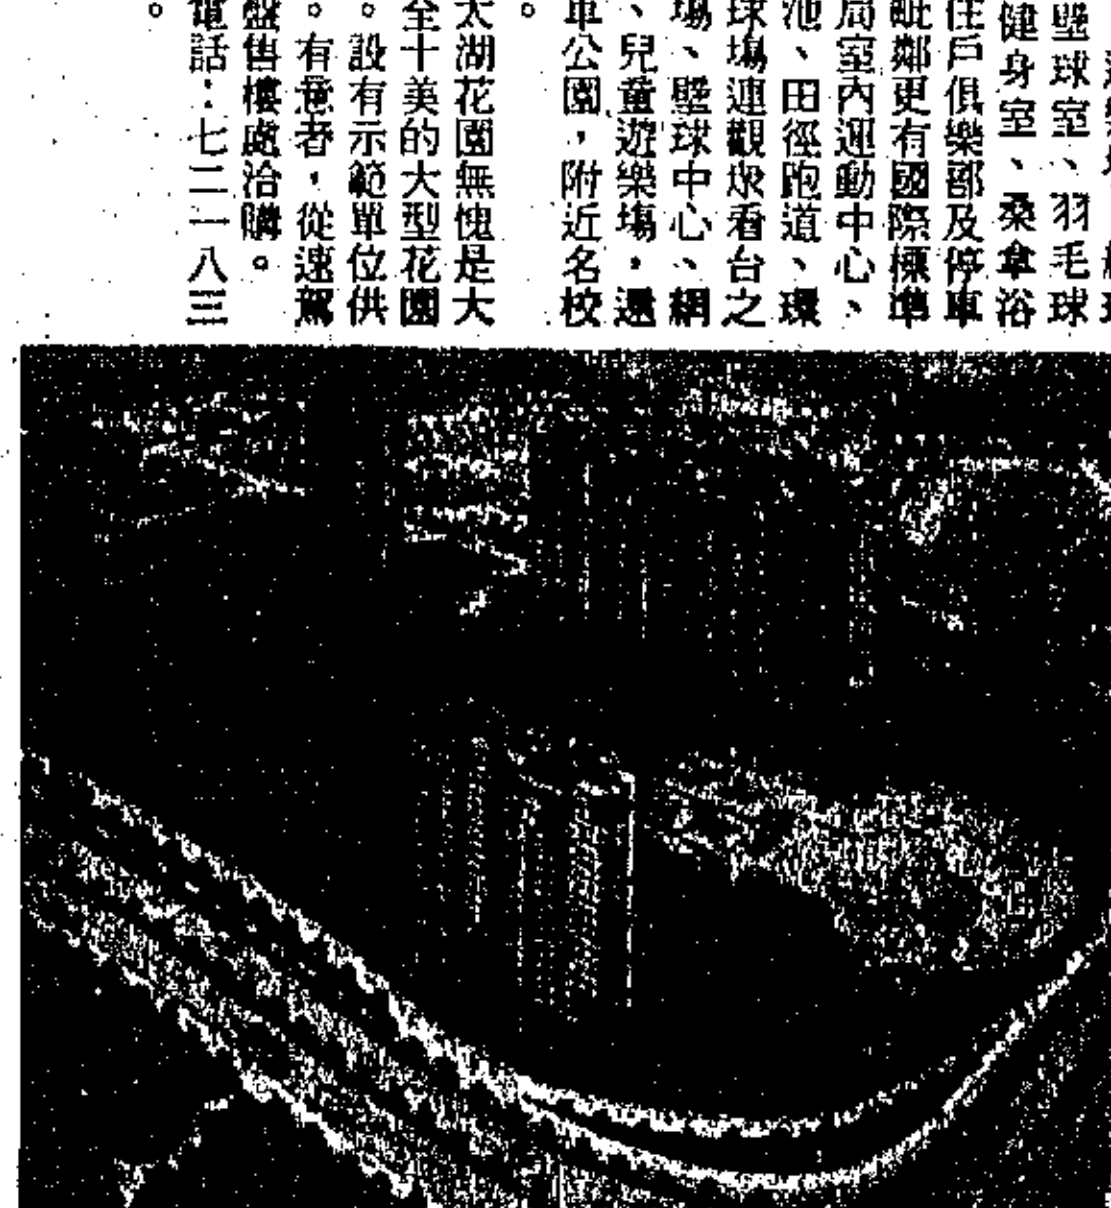 壁球室、羽毛球
健身室、桑拿浴
住戶俱樂部及停車
毗鄰更有國際標準
局室內運動中心、
池、田徑跑道、環
球塲連觀衆看台之
塲、壁球中心、網
、兒童遊樂塲,還
車公園,附近名校
。
太湖花園無愧是大
全十美的大型花園
。設有示範單位供
。有意者,從速駕
盤售樓處洽購。
電話:七二一八三
。